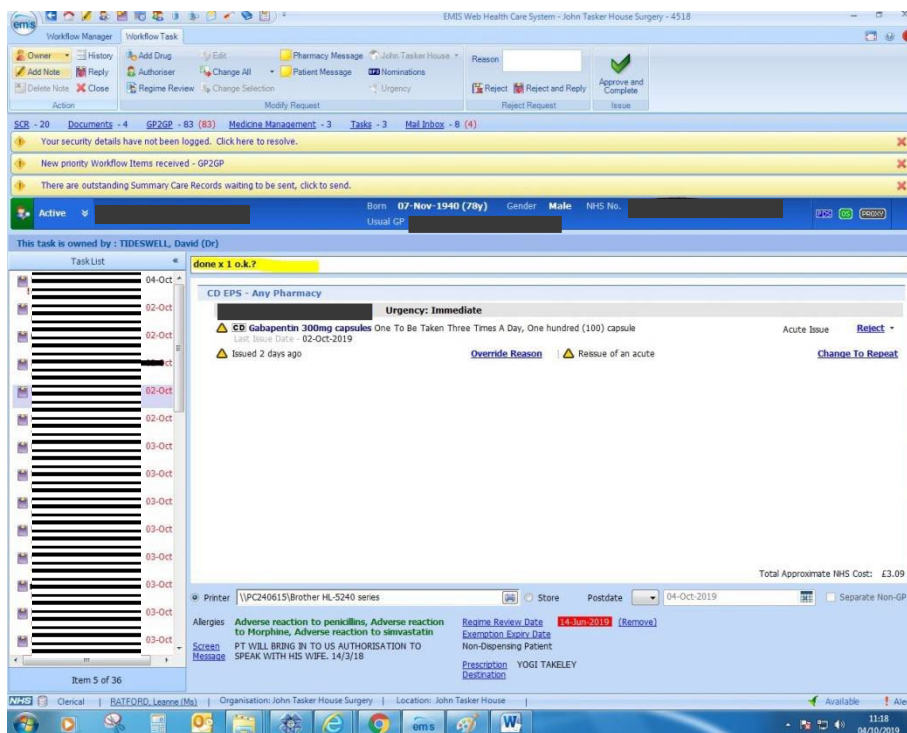 EMIS Web Health Care System - John Tasker House Surgery - 4518
emis
Workflow Manager Workflow Task
Owner History Add Drug Edit Pharmacy Message John Tasker House Reason
Add Note Reply Authoriser Change All Patient Message Nominations
Delete Note Close Regime Review Change Selection Urgency Reject Reject and Reply Approve and Complete
Action Modify Request Reject Request Issue
SCR - 20 Documents - 4 GP2GP - 83 (83) Medicine Management - 3 Tasks - 3 Mail Inbox - 8 (4)
Your security details have not been logged. Click here to resolve.
New priority Workflow Items received - GP2GP
There are outstanding Summary Care Records waiting to be sent, click to send.
Active Born 07-Nov-1940 (78y) Gender Male NHS No.
Usual GP
PROXY
This task is owned by : TIDESWELL, David (Dr)
Task List
done x 1 o.k.?
04-Oct
02-Oct
02-Oct
02-Oct
02-Oct
03-Oct
03-Oct
03-Oct
03-Oct
03-Oct
03-Oct
03-Oct
03-Oct
Item 5 of 36
CD EPS - Any Pharmacy
Urgency: Immediate
CD Gabapentin 300mg capsules One To Be Taken Three Times A Day, One hundred (100) capsule Acute Issue Reject
Last Issue Date - 02-Oct-2019
Issued 2 days ago Override Reason Reissue of an acute Change To Repeat
Total Approximate NHS Cost: £3.09
Printer \\PC240615\Brother HL-5240 series Store Postdate 04-Oct-2019 Separate Non-GP
Allergies Adverse reaction to penicillins, Adverse reaction
to Morphine, Adverse reaction to simvastatin
Regime Review Date 14-Jun-2019 (Remove)
Exemption Expiry Date
Screen Message PT WILL BRING IN TO US AUTHORISATION TO
SPEAK WITH HIS WIFE. 14/3/18
Non-Dispensing Patient
Prescription Destination YOGI TAKELEY
NHS Clerical RATFORD, Leanne (Ms) Organisation: John Tasker House Surgery Location: John Tasker House Available Ale
11:18
04/10/2019